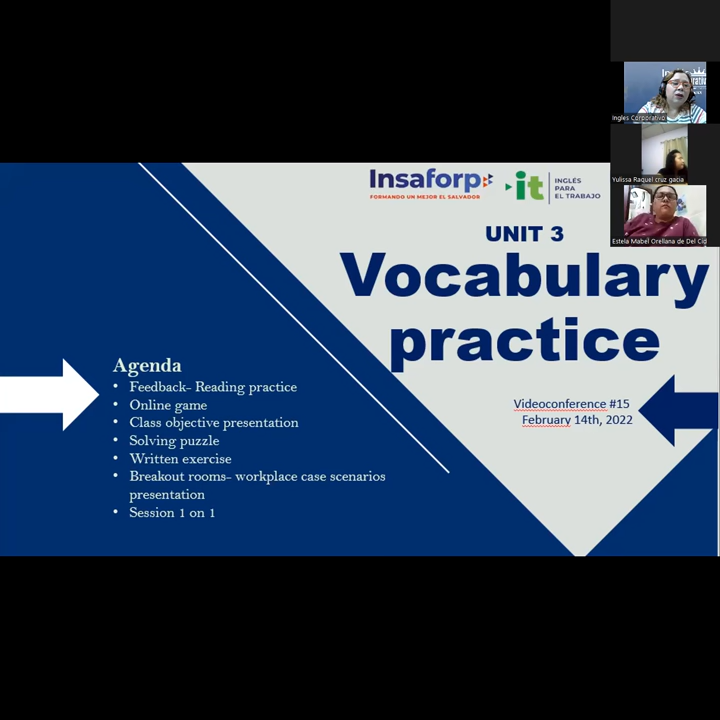 Ingles Corporativo
Yulissa Raquel cruz gacia
Estela Mabel Orellana de Del Cid
Insaforp
FORMANDO UN MEJOR EL SALVADOR
it
INGLÉS
PARA
EL TRABAJO
UNIT 3
Vocabulary
practice
Videoconference #15
February 14th, 2022
Agenda
• Feedback- Reading practice
• Online game
• Class objective presentation
• Solving puzzle
• Written exercise
• Breakout rooms- workplace case scenarios
presentation
• Session 1 on 1